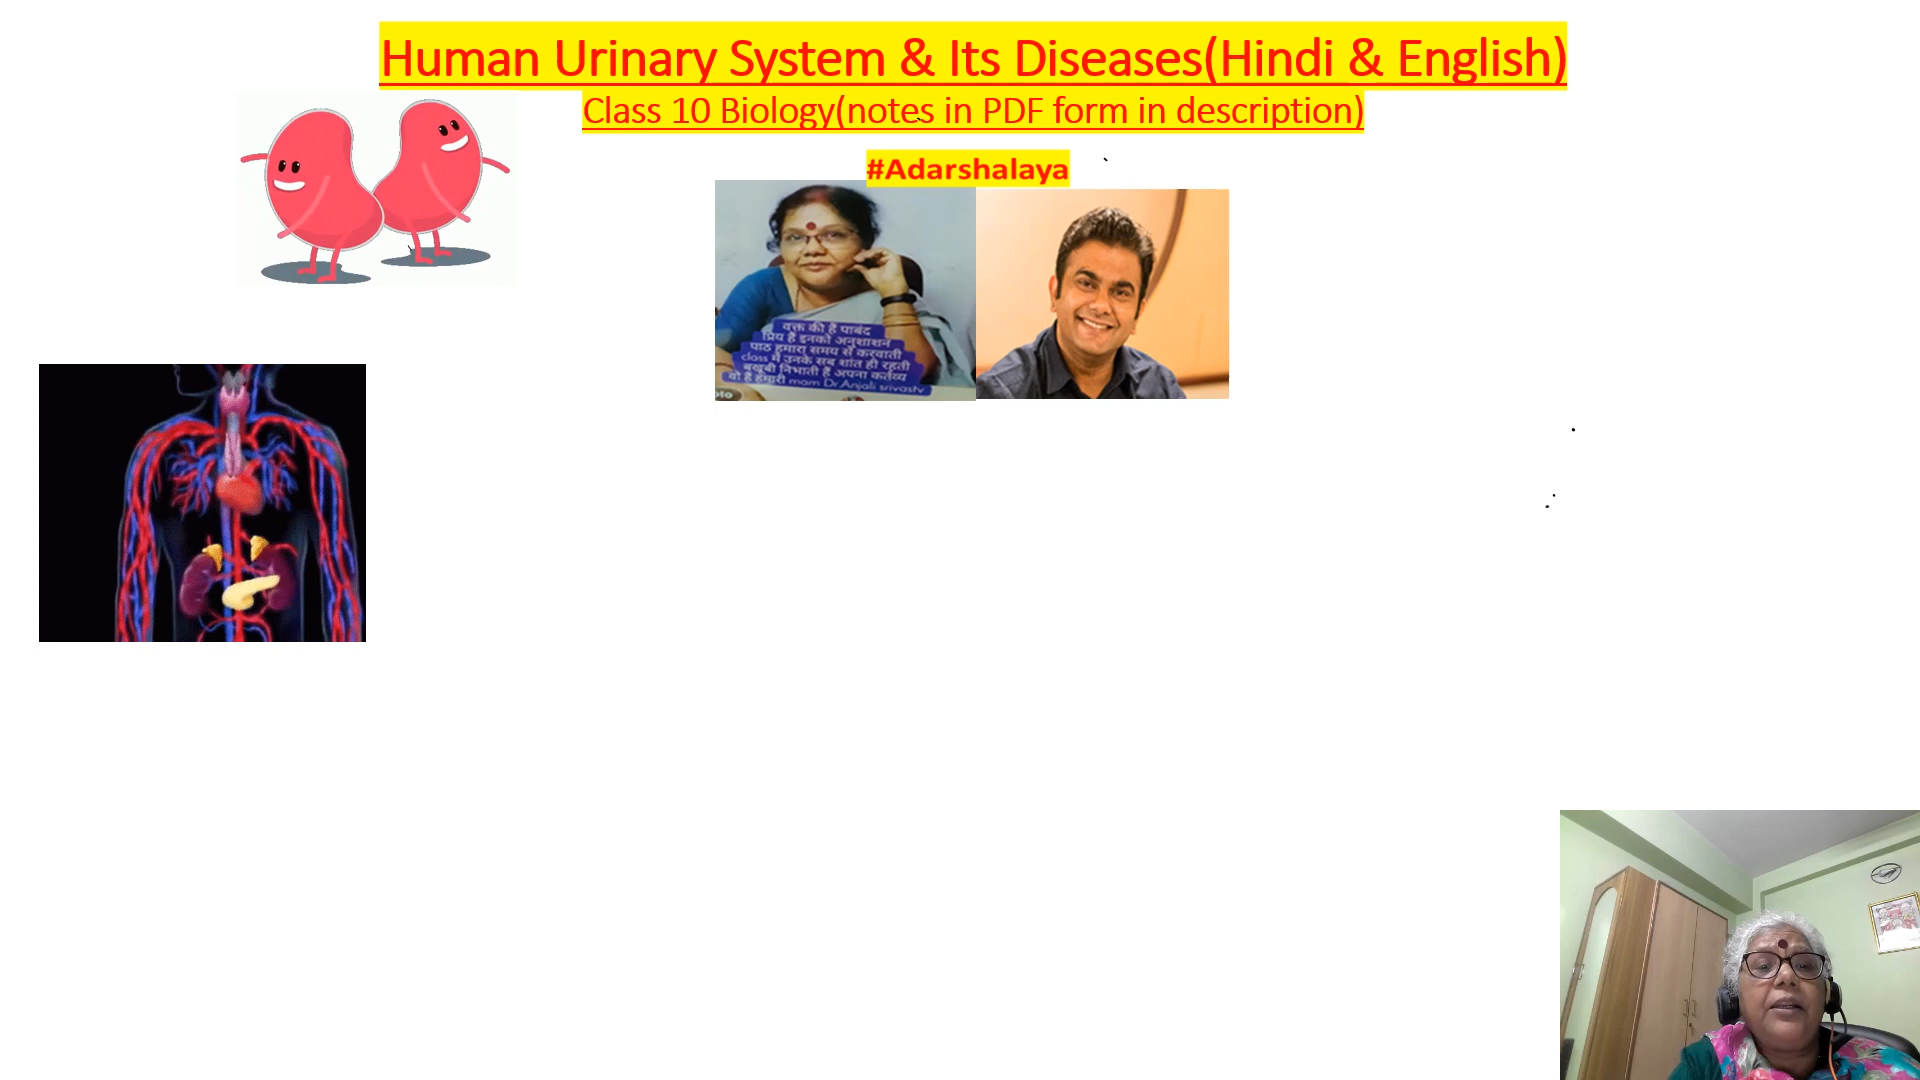 Human Urinary System & Its Diseases(Hindi & English)
Class 10 Biology(notes in PDF form in description)
#Adarshalaya
वक्त की हैं पाबंद
प्रिय हैं इनको अनुशाशन
पाठ हमारा समय से करवाती
class में उनके सब शांत ही रहती
बखूबी निभाती हैं अपना कर्तव्य
वो हैं हमारी mam Dr Anjali srivastv